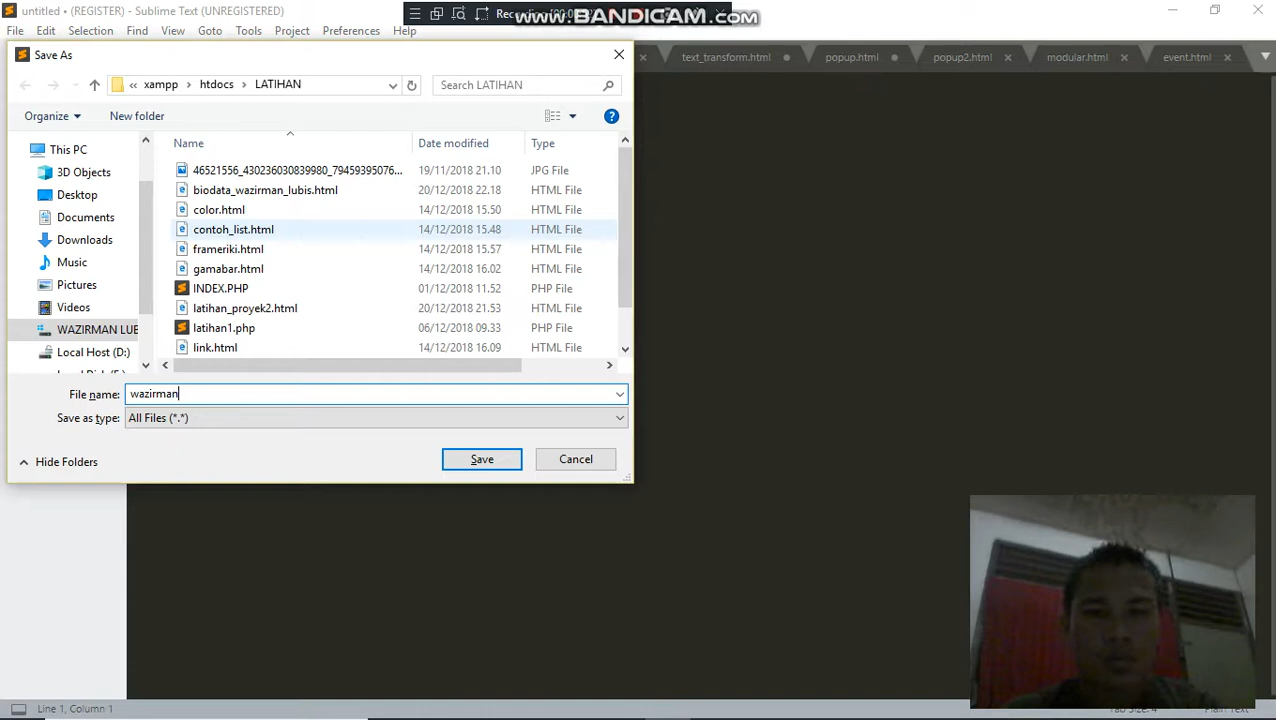 untitled • (REGISTER) - Sublime Text (UNREGISTERED)
www.BANDICAM.com
File Edit Selection Find View Goto Tools Project Preferences Help
Save As
text_transform.html
popup.html
popup2.html
modular.html
event.html
« xampp › htdocs › LATIHAN
Search LATIHAN
Organize
New folder
This PC
3D Objects
Desktop
Documents
Downloads
Music
Pictures
Videos
WAZIRMAN LUB
Local Host (D:)
Name Date modified Type
46521556_430236030839980_79459395076... 19/11/2018 21.10 JPG File
biodata_wazirman_lubis.html 20/12/2018 22.18 HTML File
color.html 14/12/2018 15.50 HTML File
contoh_list.html 14/12/2018 15.48 HTML File
frameriki.html 14/12/2018 15.57 HTML File
gamabar.html 14/12/2018 16.02 HTML File
INDEX.PHP 01/12/2018 11.52 PHP File
latihan_proyek2.html 20/12/2018 21.53 HTML File
latihan1.php 06/12/2018 09.33 PHP File
link.html 14/12/2018 16.09 HTML File
File name: wazirman
Save as type: All Files (*.*)
Hide Folders
Save
Cancel
Line 1, Column 1
Tab Size: 4
Plain Text